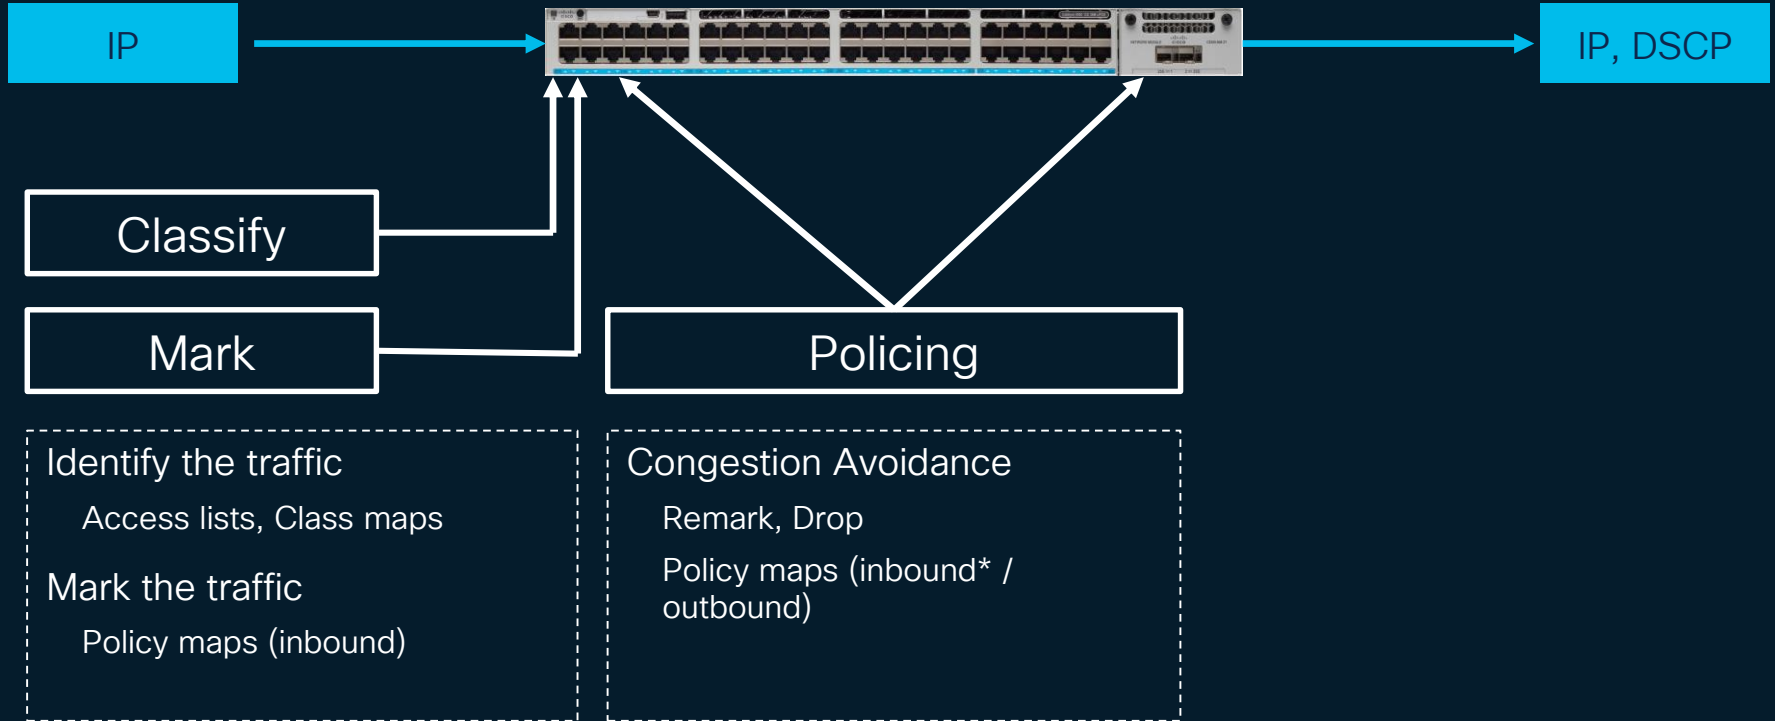 IP
IP, DSCP
Classify
Mark
Policing
Identify the traffic
Access lists, Class maps
Mark the traffic
Policy maps (inbound)
Congestion Avoidance
Remark, Drop
Policy maps (inbound* /
outbound)